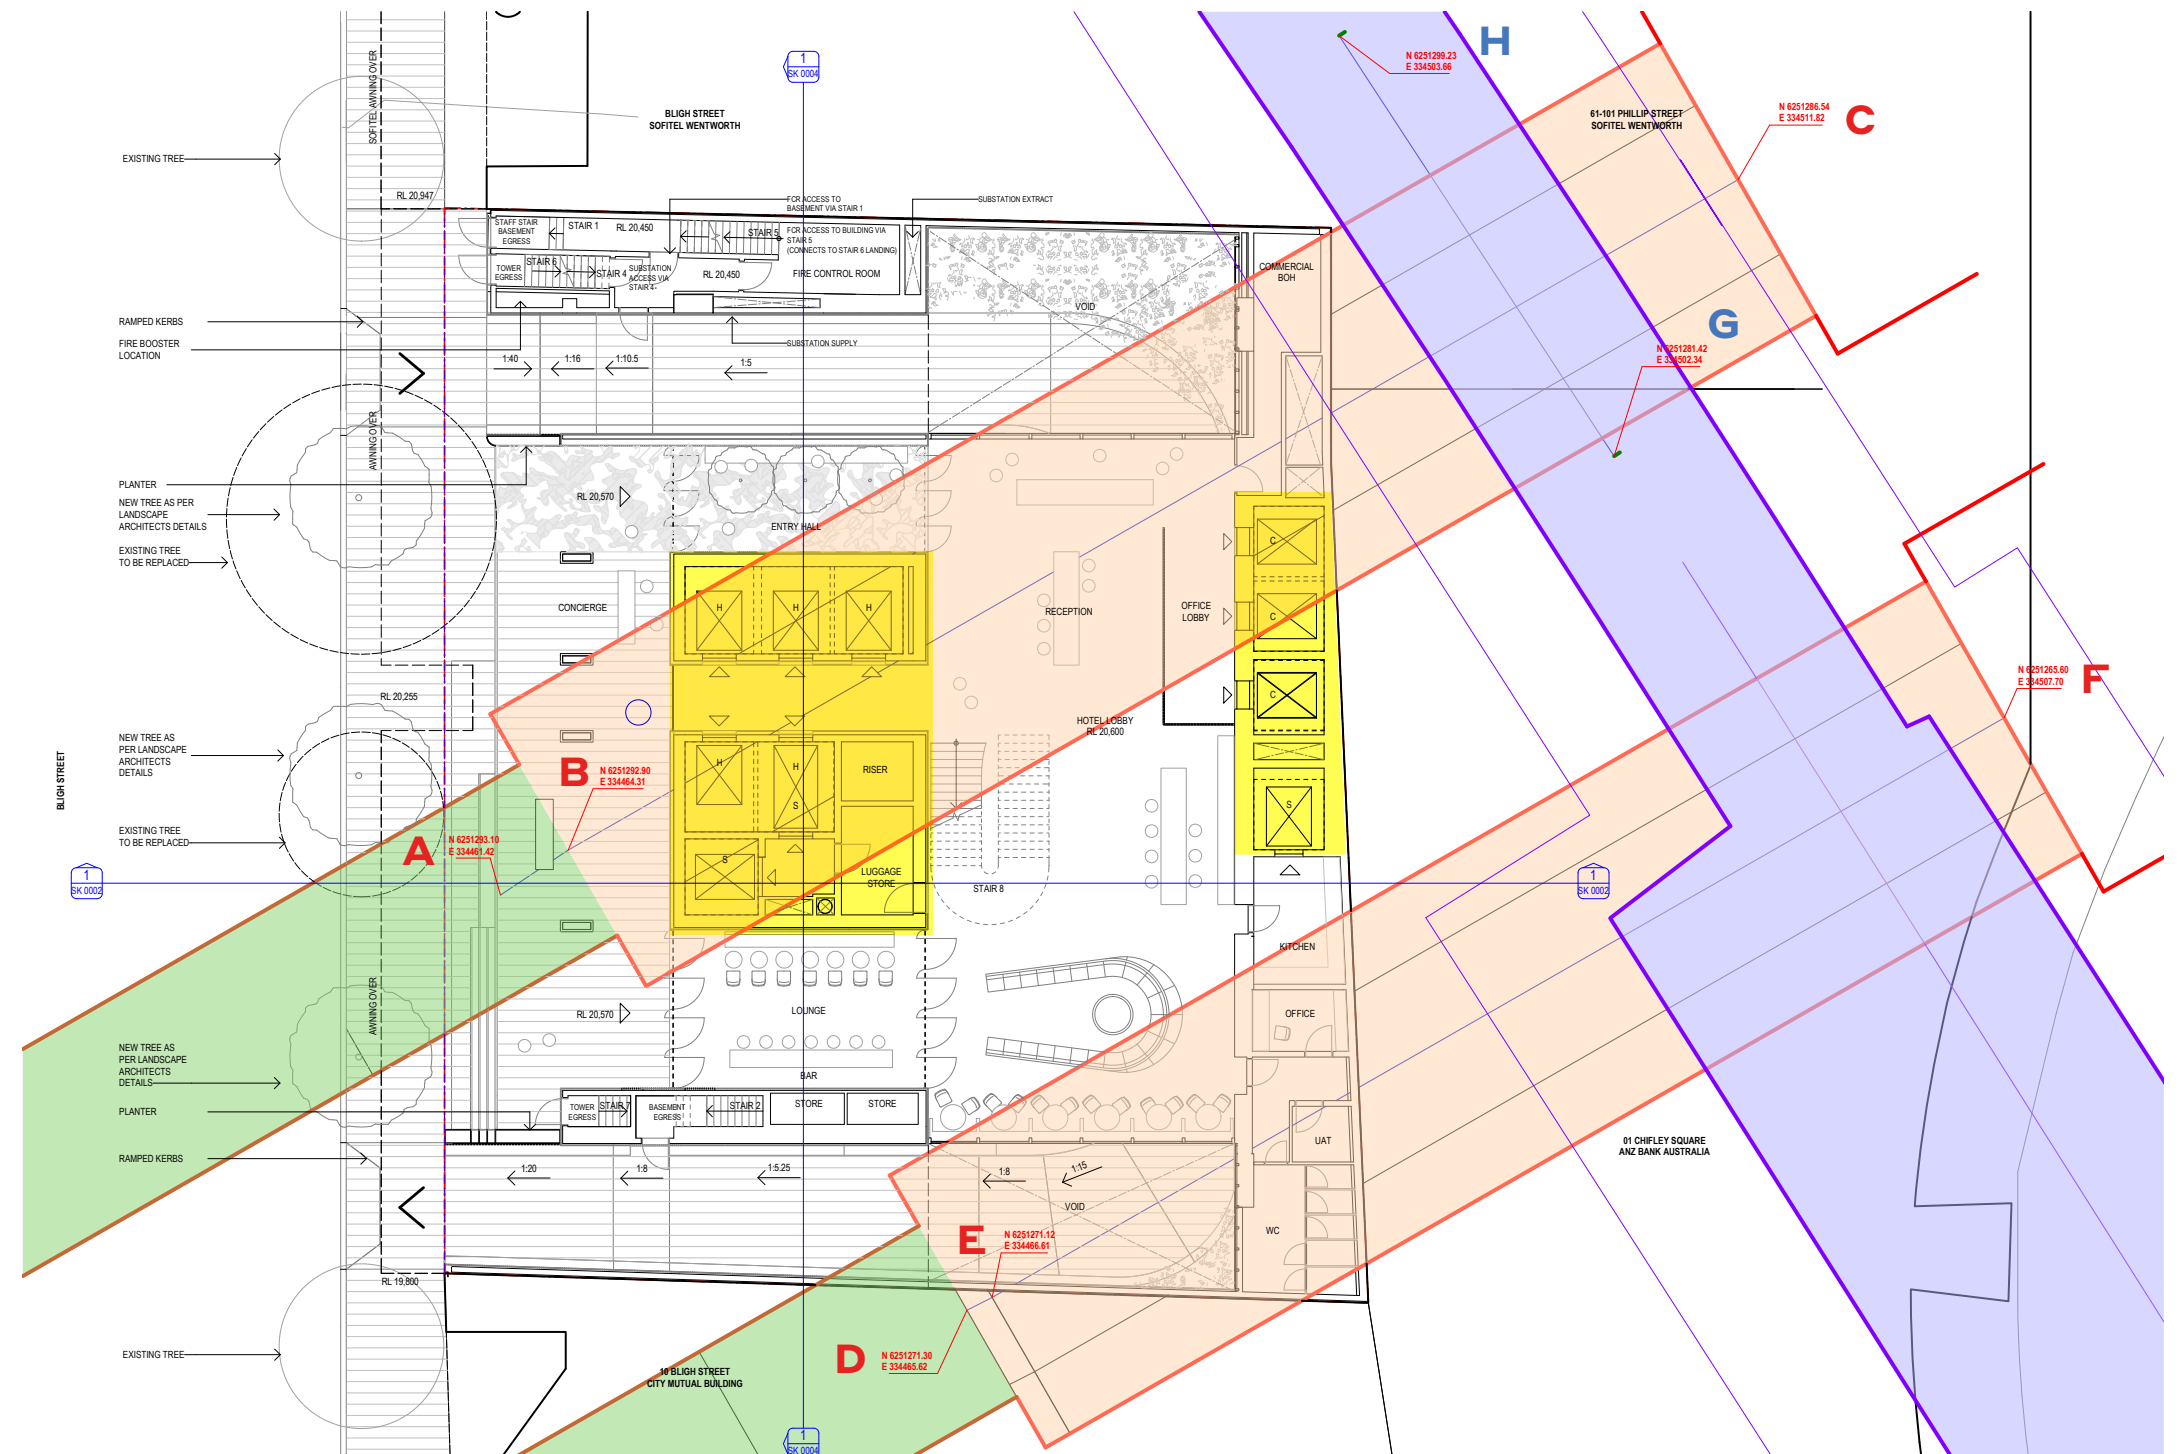 H
N 6251299.23
E 334503.66
1
SK 0004
SOFITEL AWNING OVER
BLIGH STREET
SOFITEL WENTWORTH
61-101 PHILLIP STREET
SOFITEL WENTWORTH
N 6251286.54
E 334511.82
C
EXISTING TREE
RL 20,947
FCR ACCESS TO
BASEMENT VIA STAIR 1
SUBSTATION EXTRACT
STAFF STAIR
BASEMENT
EGRESS
STAIR 1
RL 20,450
STAIR 5
FCR ACCESS TO BUILDING VIA
STAIR 5
(CONNECTS TO STAIR 6 LANDING)
STAIR 6
TOWER
EGRESS
STAIR 4
SUBSTATION
ACCESS VIA
STAIR 4
RL 20,450
FIRE CONTROL ROOM
COMMERCIAL
BOH
VOID
RAMPED KERBS
FIRE BOOSTER
LOCATION
SUBSTATION SUPPLY
1:40
1:16
1:10.5
1:5
G
N 6251281.42
E 334502.34
AWNING OVER
PLANTER
NEW TREE AS PER
LANDSCAPE
ARCHITECTS DETAILS
RL 20,570
ENTRY HALL
EXISTING TREE
TO BE REPLACED
CONCIERGE
H
H
H
RECEPTION
OFFICE
LOBBY
C
C
C
RL 20,255
HOTEL LOBBY
RL 20,600
N 6251265.60
E 334507.70
F
NEW TREE AS
PER LANDSCAPE
ARCHITECTS
DETAILS
BLIGH STREET
B
N 6251292.90
E 334464.31
H
H
S
RISER
S
EXISTING TREE
TO BE REPLACED
A
N 6251293.10
E 334461.42
S
LUGGAGE
STORE
1
SK 0002
STAIR 8
1
SK 0002
KITCHEN
AWNING OVER
RL 20,570
LOUNGE
OFFICE
NEW TREE AS
PER LANDSCAPE
ARCHITECTS
DETAILS
BAR
PLANTER
TOWER
EGRESS
STAIR 7
BASEMENT
EGRESS
STAIR 2
STORE
STORE
UAT
01 CHIFLEY SQUARE
ANZ BANK AUSTRALIA
RAMPED KERBS
1:20
1:8
1:5.25
1:8
1:15
VOID
WC
E
N 6251271.12
E 334466.61
RL 19,800
EXISTING TREE
D
N 6251271.30
E 334465.62
10 BLIGH STREET
CITY MUTUAL BUILDING
1
SK 0004